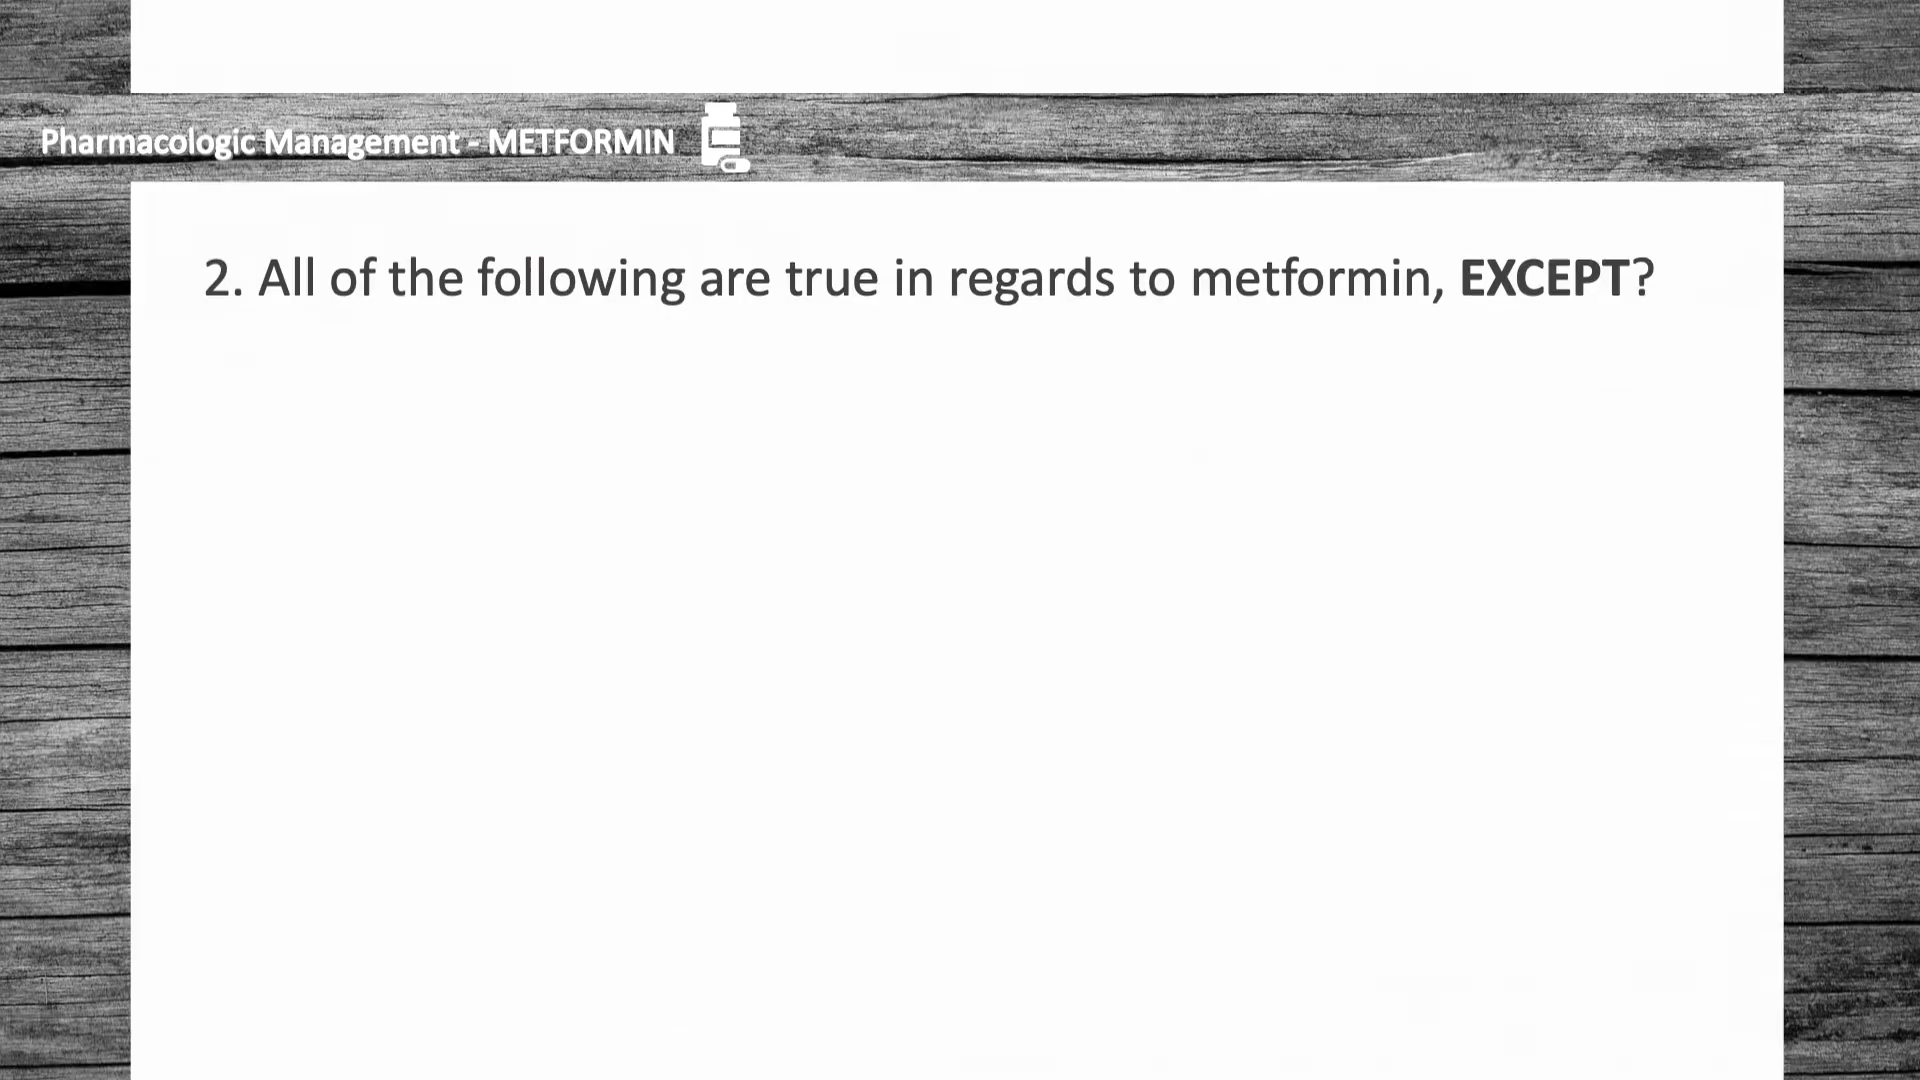 Pharmacologic Management - METFORMIN
2. All of the following are true in regards to metformin, EXCEPT?